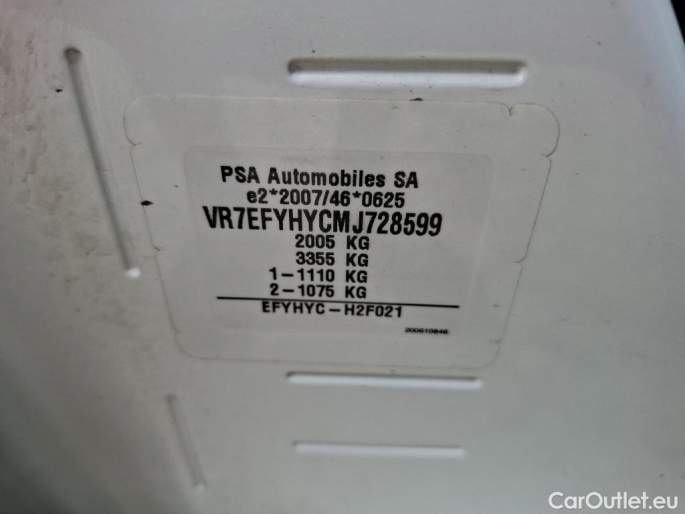 PSA Automobiles SA
e2*2007/46*0625
VR7EFYHYCMJ728599
2005 KG
3355 KG
1-1110 KG
2-1075 KG
EFYHYC-H2F021
CarOutlet.eu